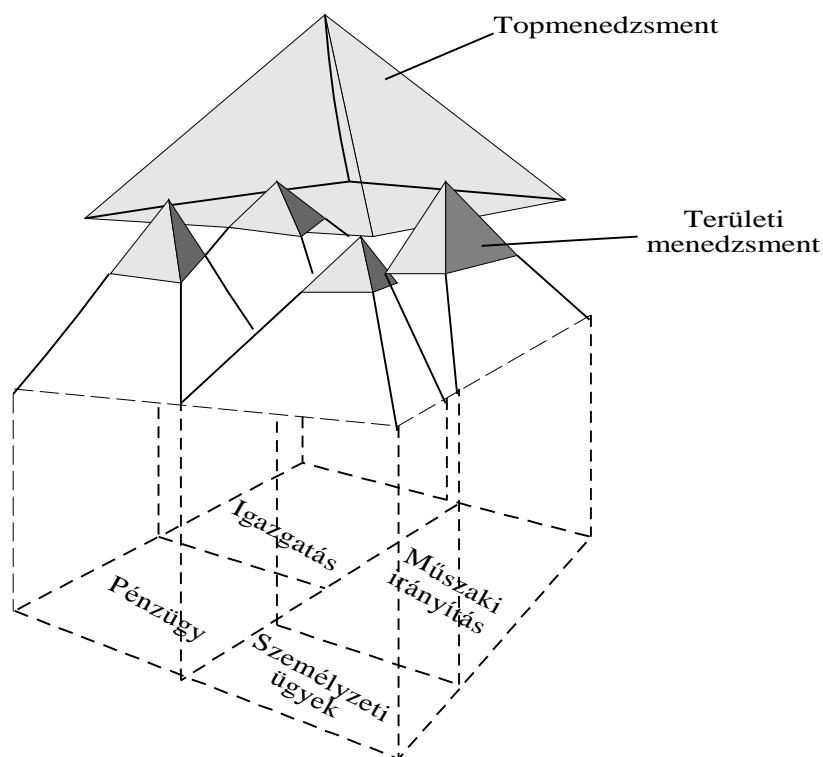 Topmenedzsment
Területi
menedzsment
Igazgatás
Műszaki
irányítás
Pénzügy
Személyzeti
ügyek